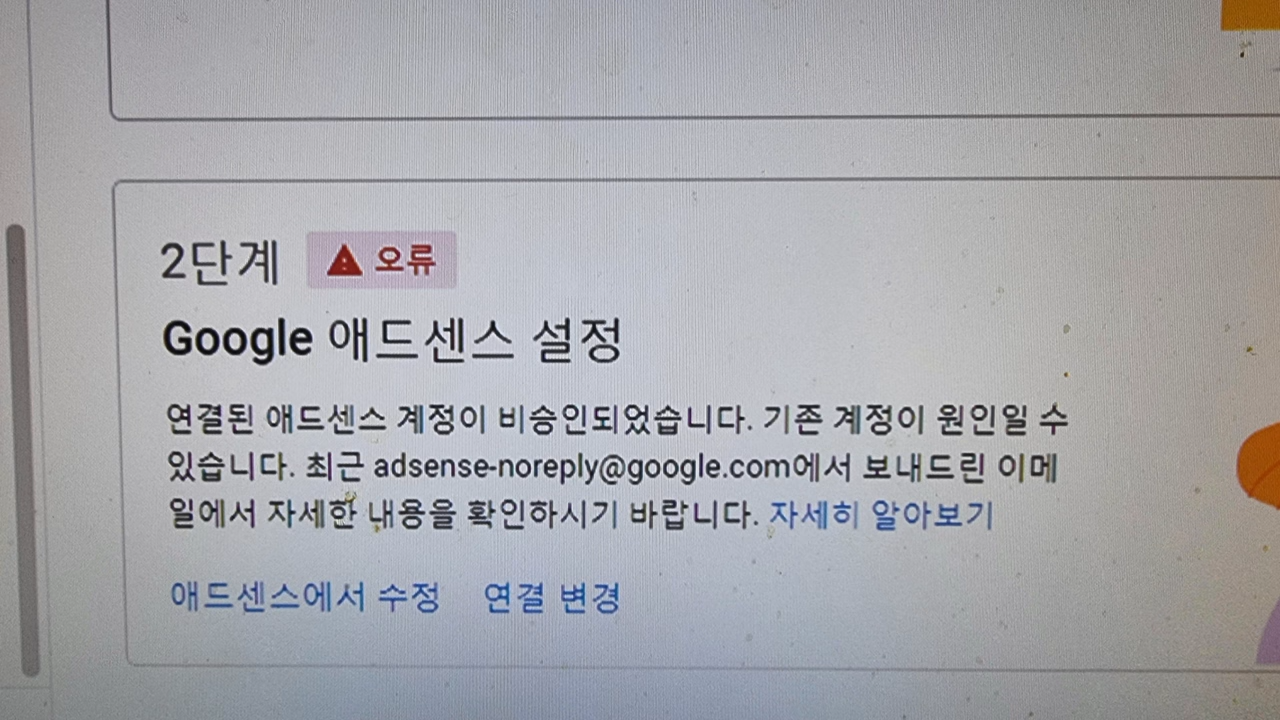 2단계 오류
Google 애드센스 설정
연결된 애드센스 계정이 비승인되었습니다. 기존 계정이 원인일 수
있습니다. 최근 adsense-noreply@google.com에서 보내드린 이메
일에서 자세한 내용을 확인하시기 바랍니다. 자세히 알아보기
애드센스에서 수정 연결 변경